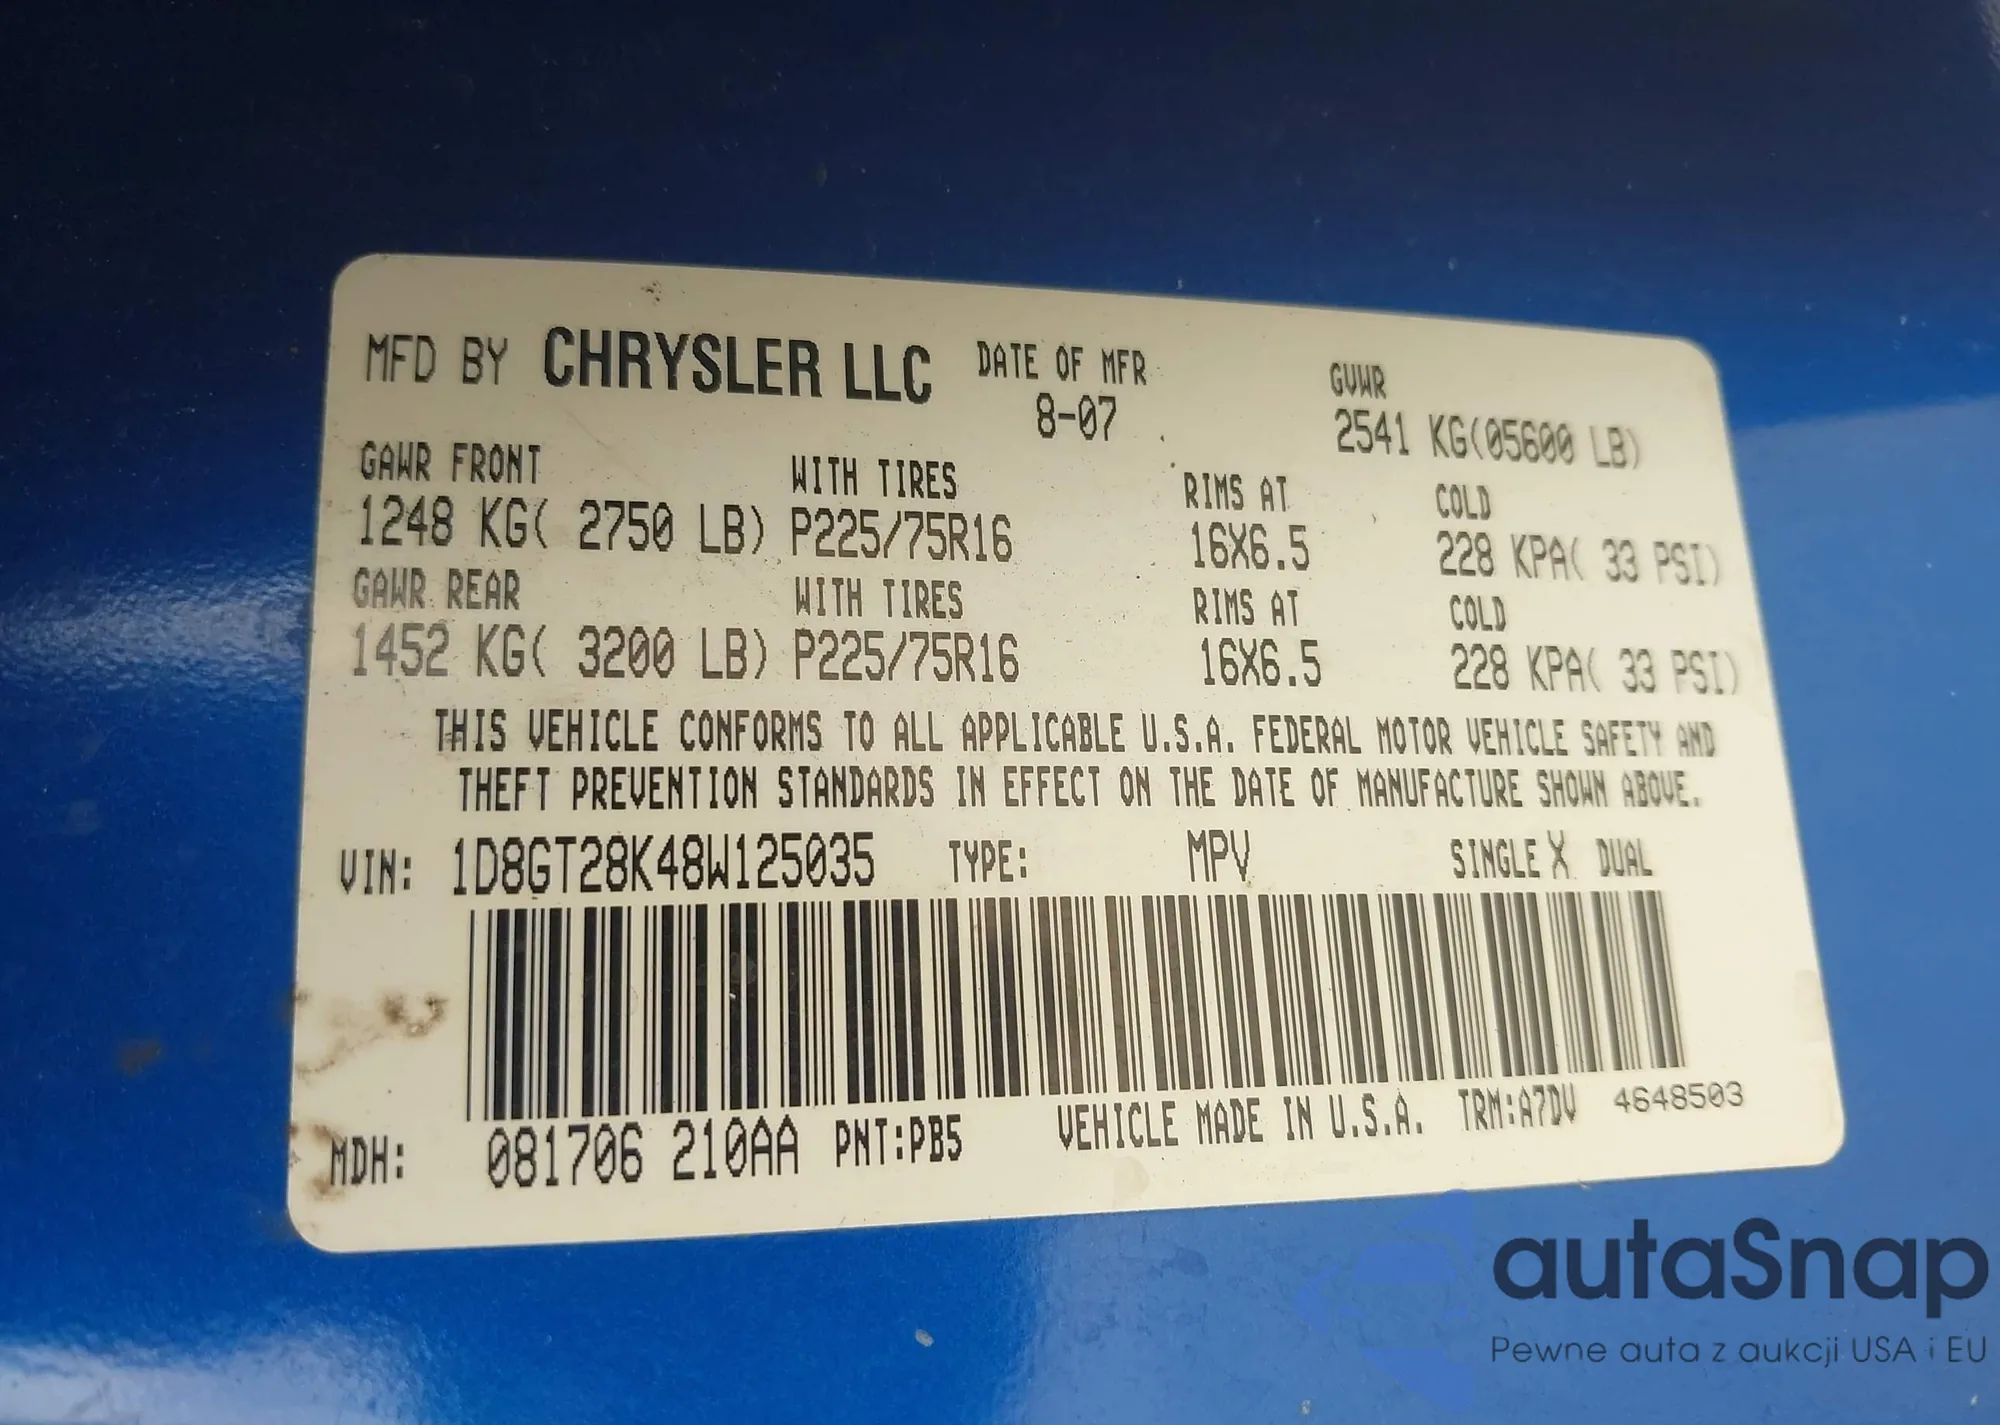 MFD BY CHRYSLER LLC DATE OF MFR GVWR
8-07 2541 KG(05600 LB)
GAWR FRONT WITH TIRES RIMS AT COLD
1248 KG( 2750 LB) P225/75R16 16X6.5 228 KPA( 33 PSI)
GAWR REAR WITH TIRES RIMS AT COLD
1452 KG( 3200 LB) P225/75R16 16X6.5 228 KPA( 33 PSI)
THIS VEHICLE CONFORMS TO ALL APPLICABLE U.S.A. FEDERAL MOTOR VEHICLE SAFETY AND
THEFT PREVENTION STANDARDS IN EFFECT ON THE DATE OF MANUFACTURE SHOWN ABOVE.
VIN: 1D8GT28K48W125035 TYPE: MPV SINGLE X DUAL
MDH: 081706 210AA PNT:PB5 VEHICLE MADE IN U.S.A. TRM:A7DV 4648503
autaSnap
Pewne auta z aukcji USA i EU